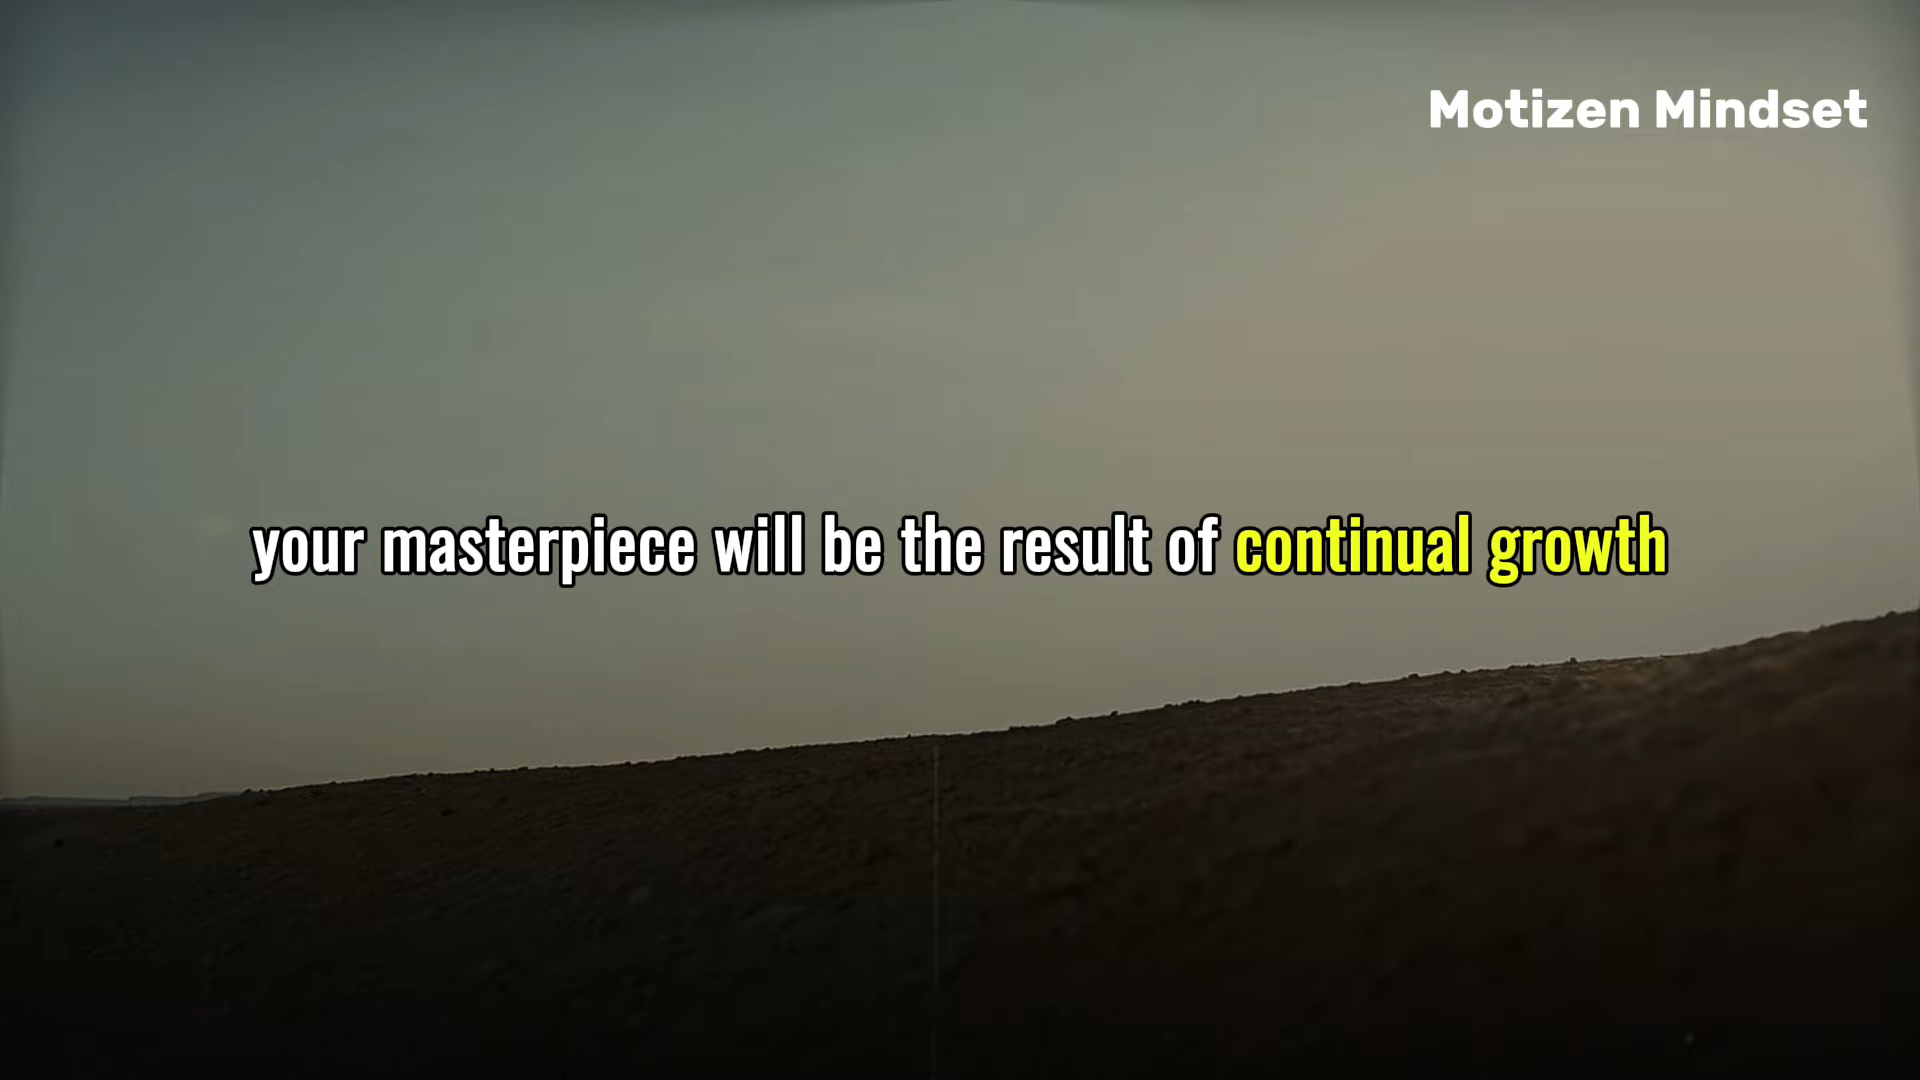 Motizen Mindset
your masterpiece will be the result of continual growth